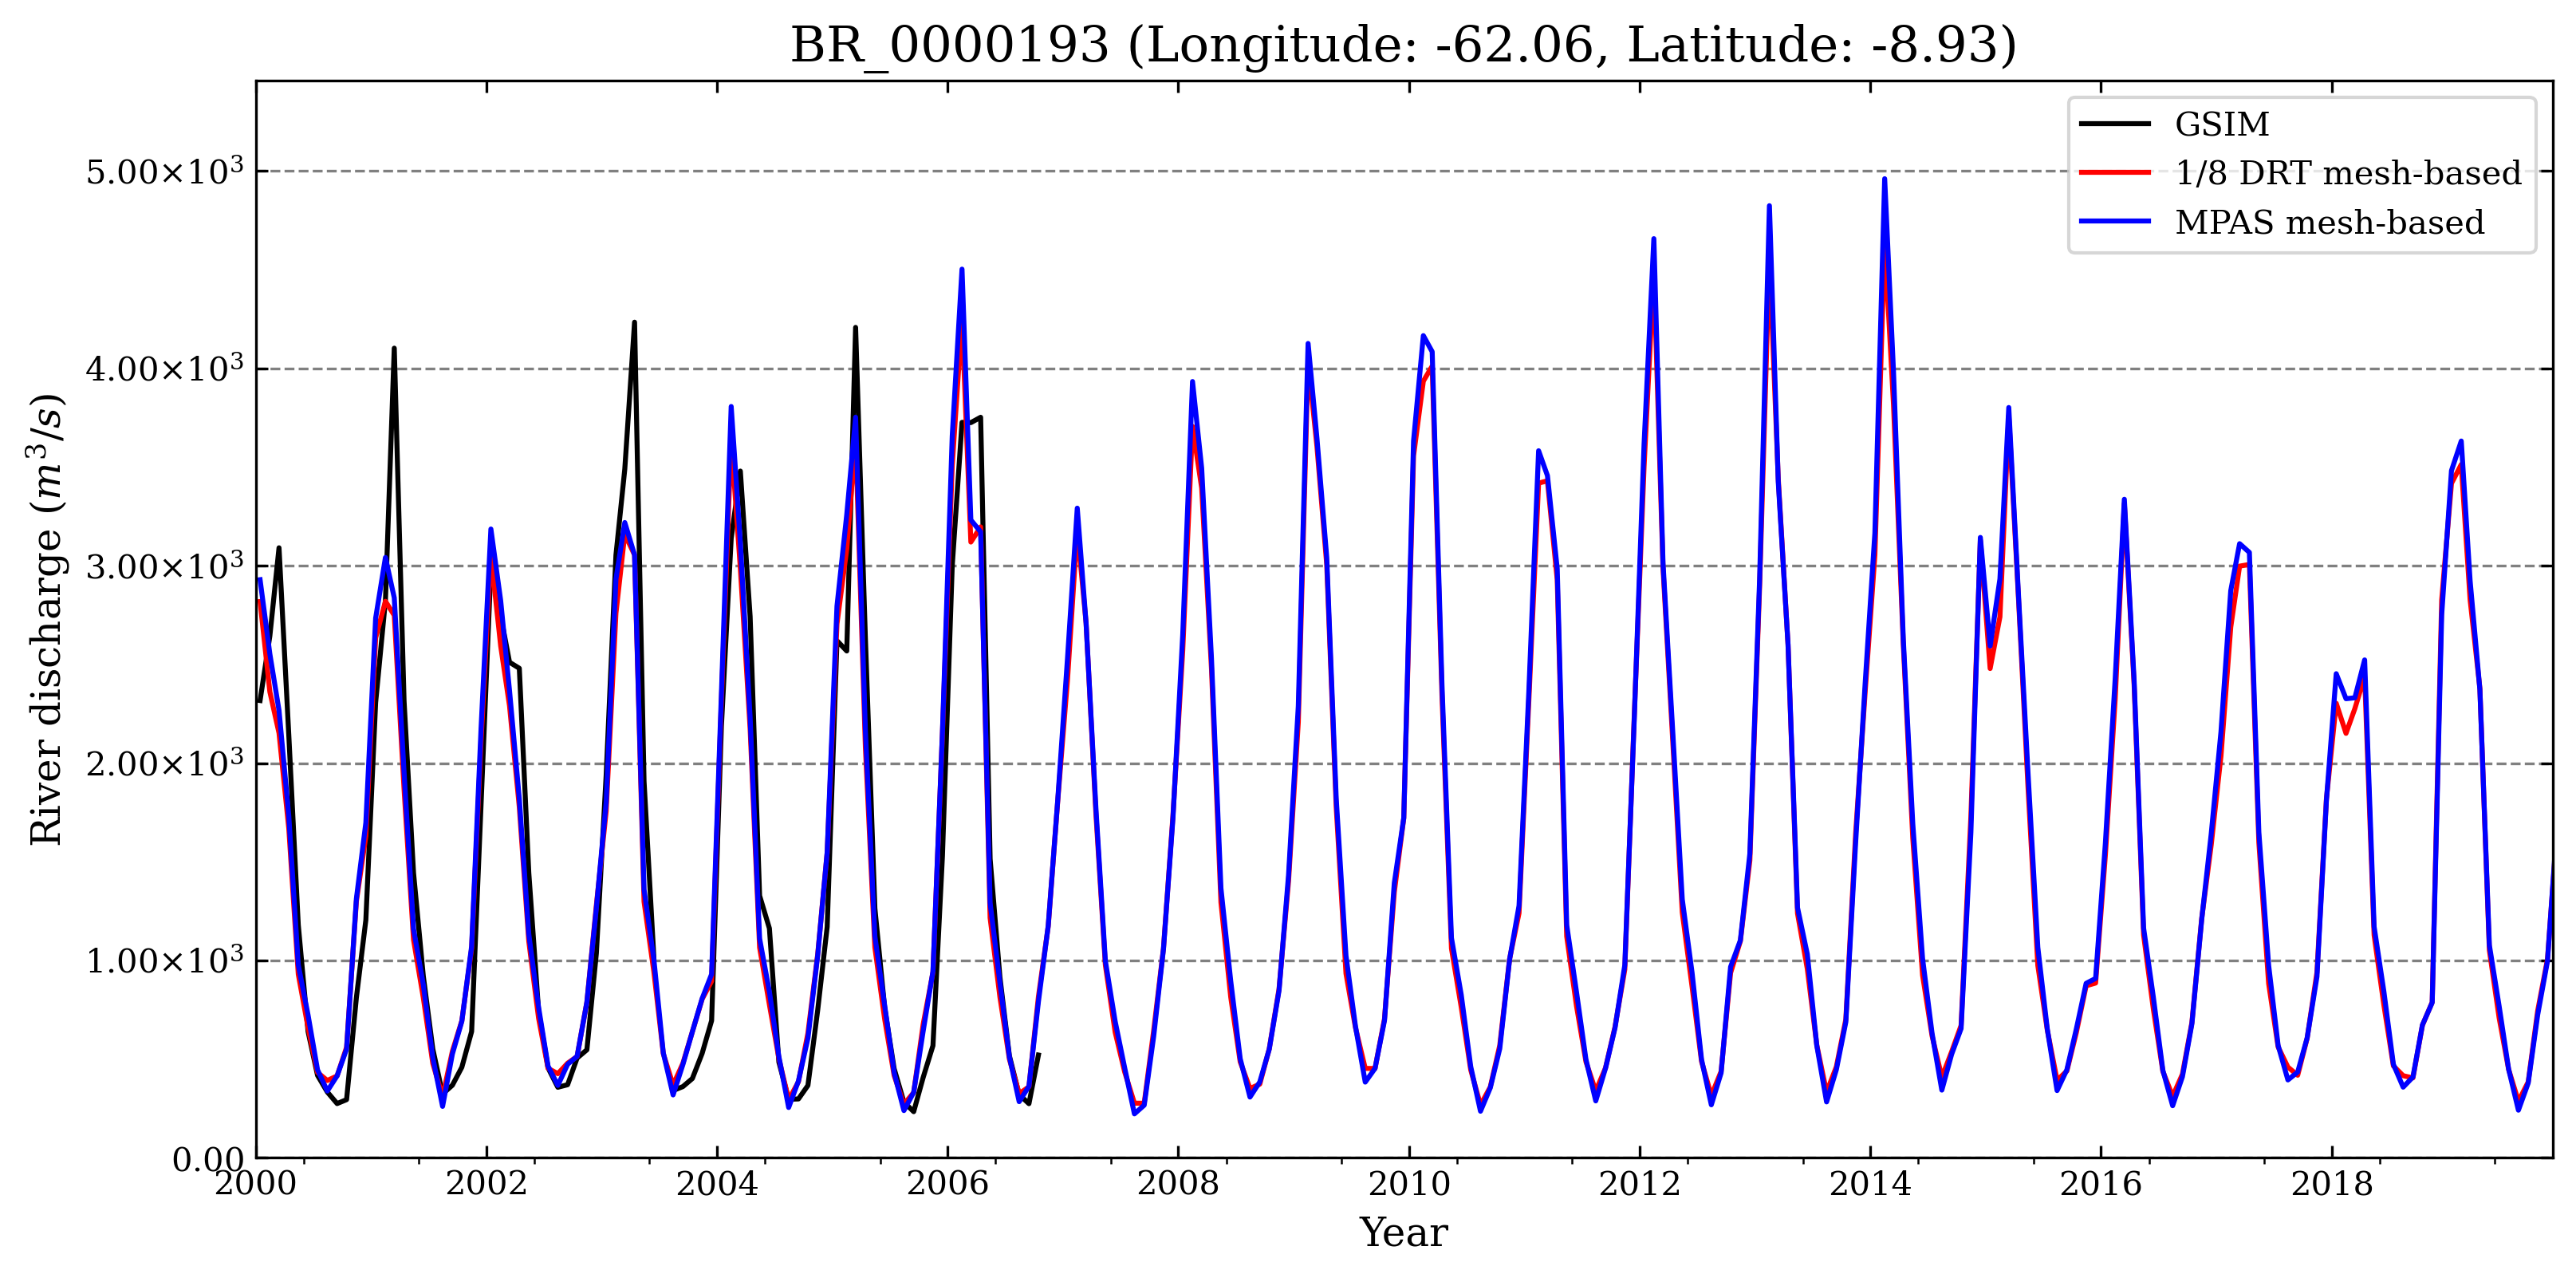 BR_0000193 (Longitude: -62.06, Latitude: -8.93)
GSIM
1/8 DRT mesh-based
MPAS mesh-based
River discharge (m³/s)
5.00×10³
4.00×10³
3.00×10³
2.00×10³
1.00×10³
0.00
2000 2002 2004 2006 2008 2010 2012 2014 2016 2018
Year